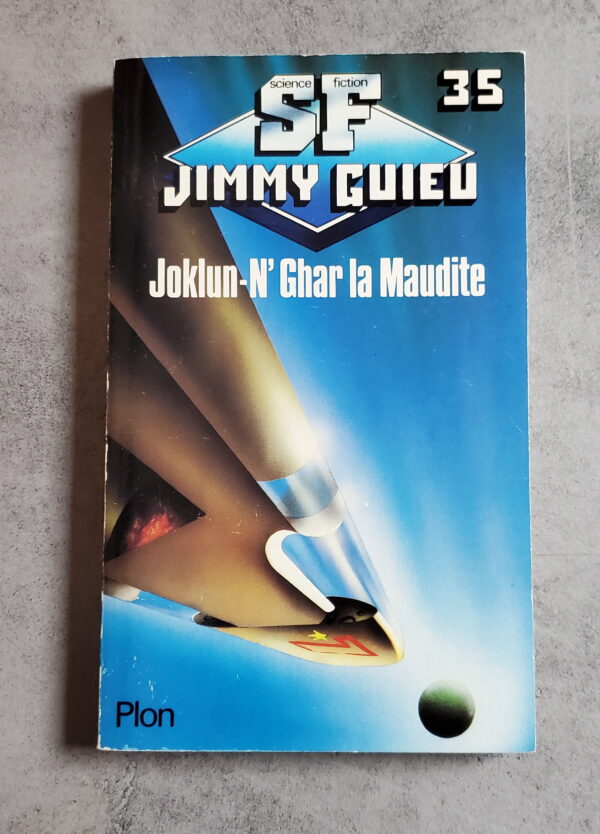 science fiction
SF
35
JIMMY GUIEU
Joklun-N' Ghar la Maudite
Plon